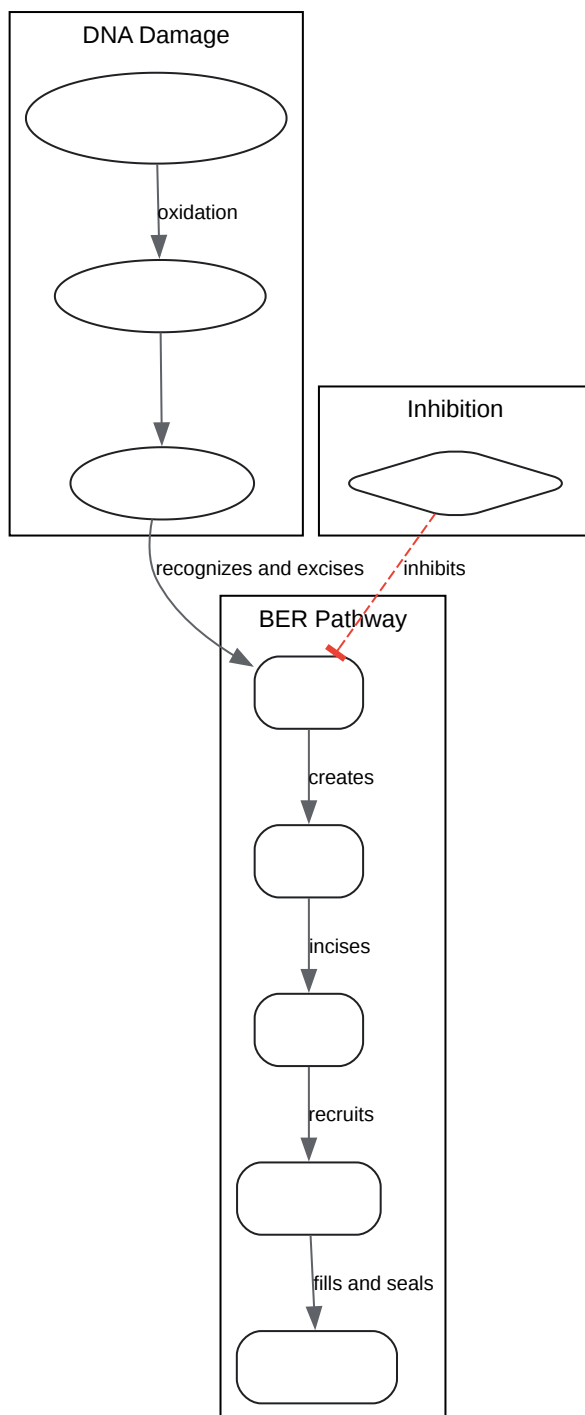 DNA Damage
oxidation
Inhibition
recognizes and excises
inhibits
BER Pathway
creates
incises
recruits
fills and seals